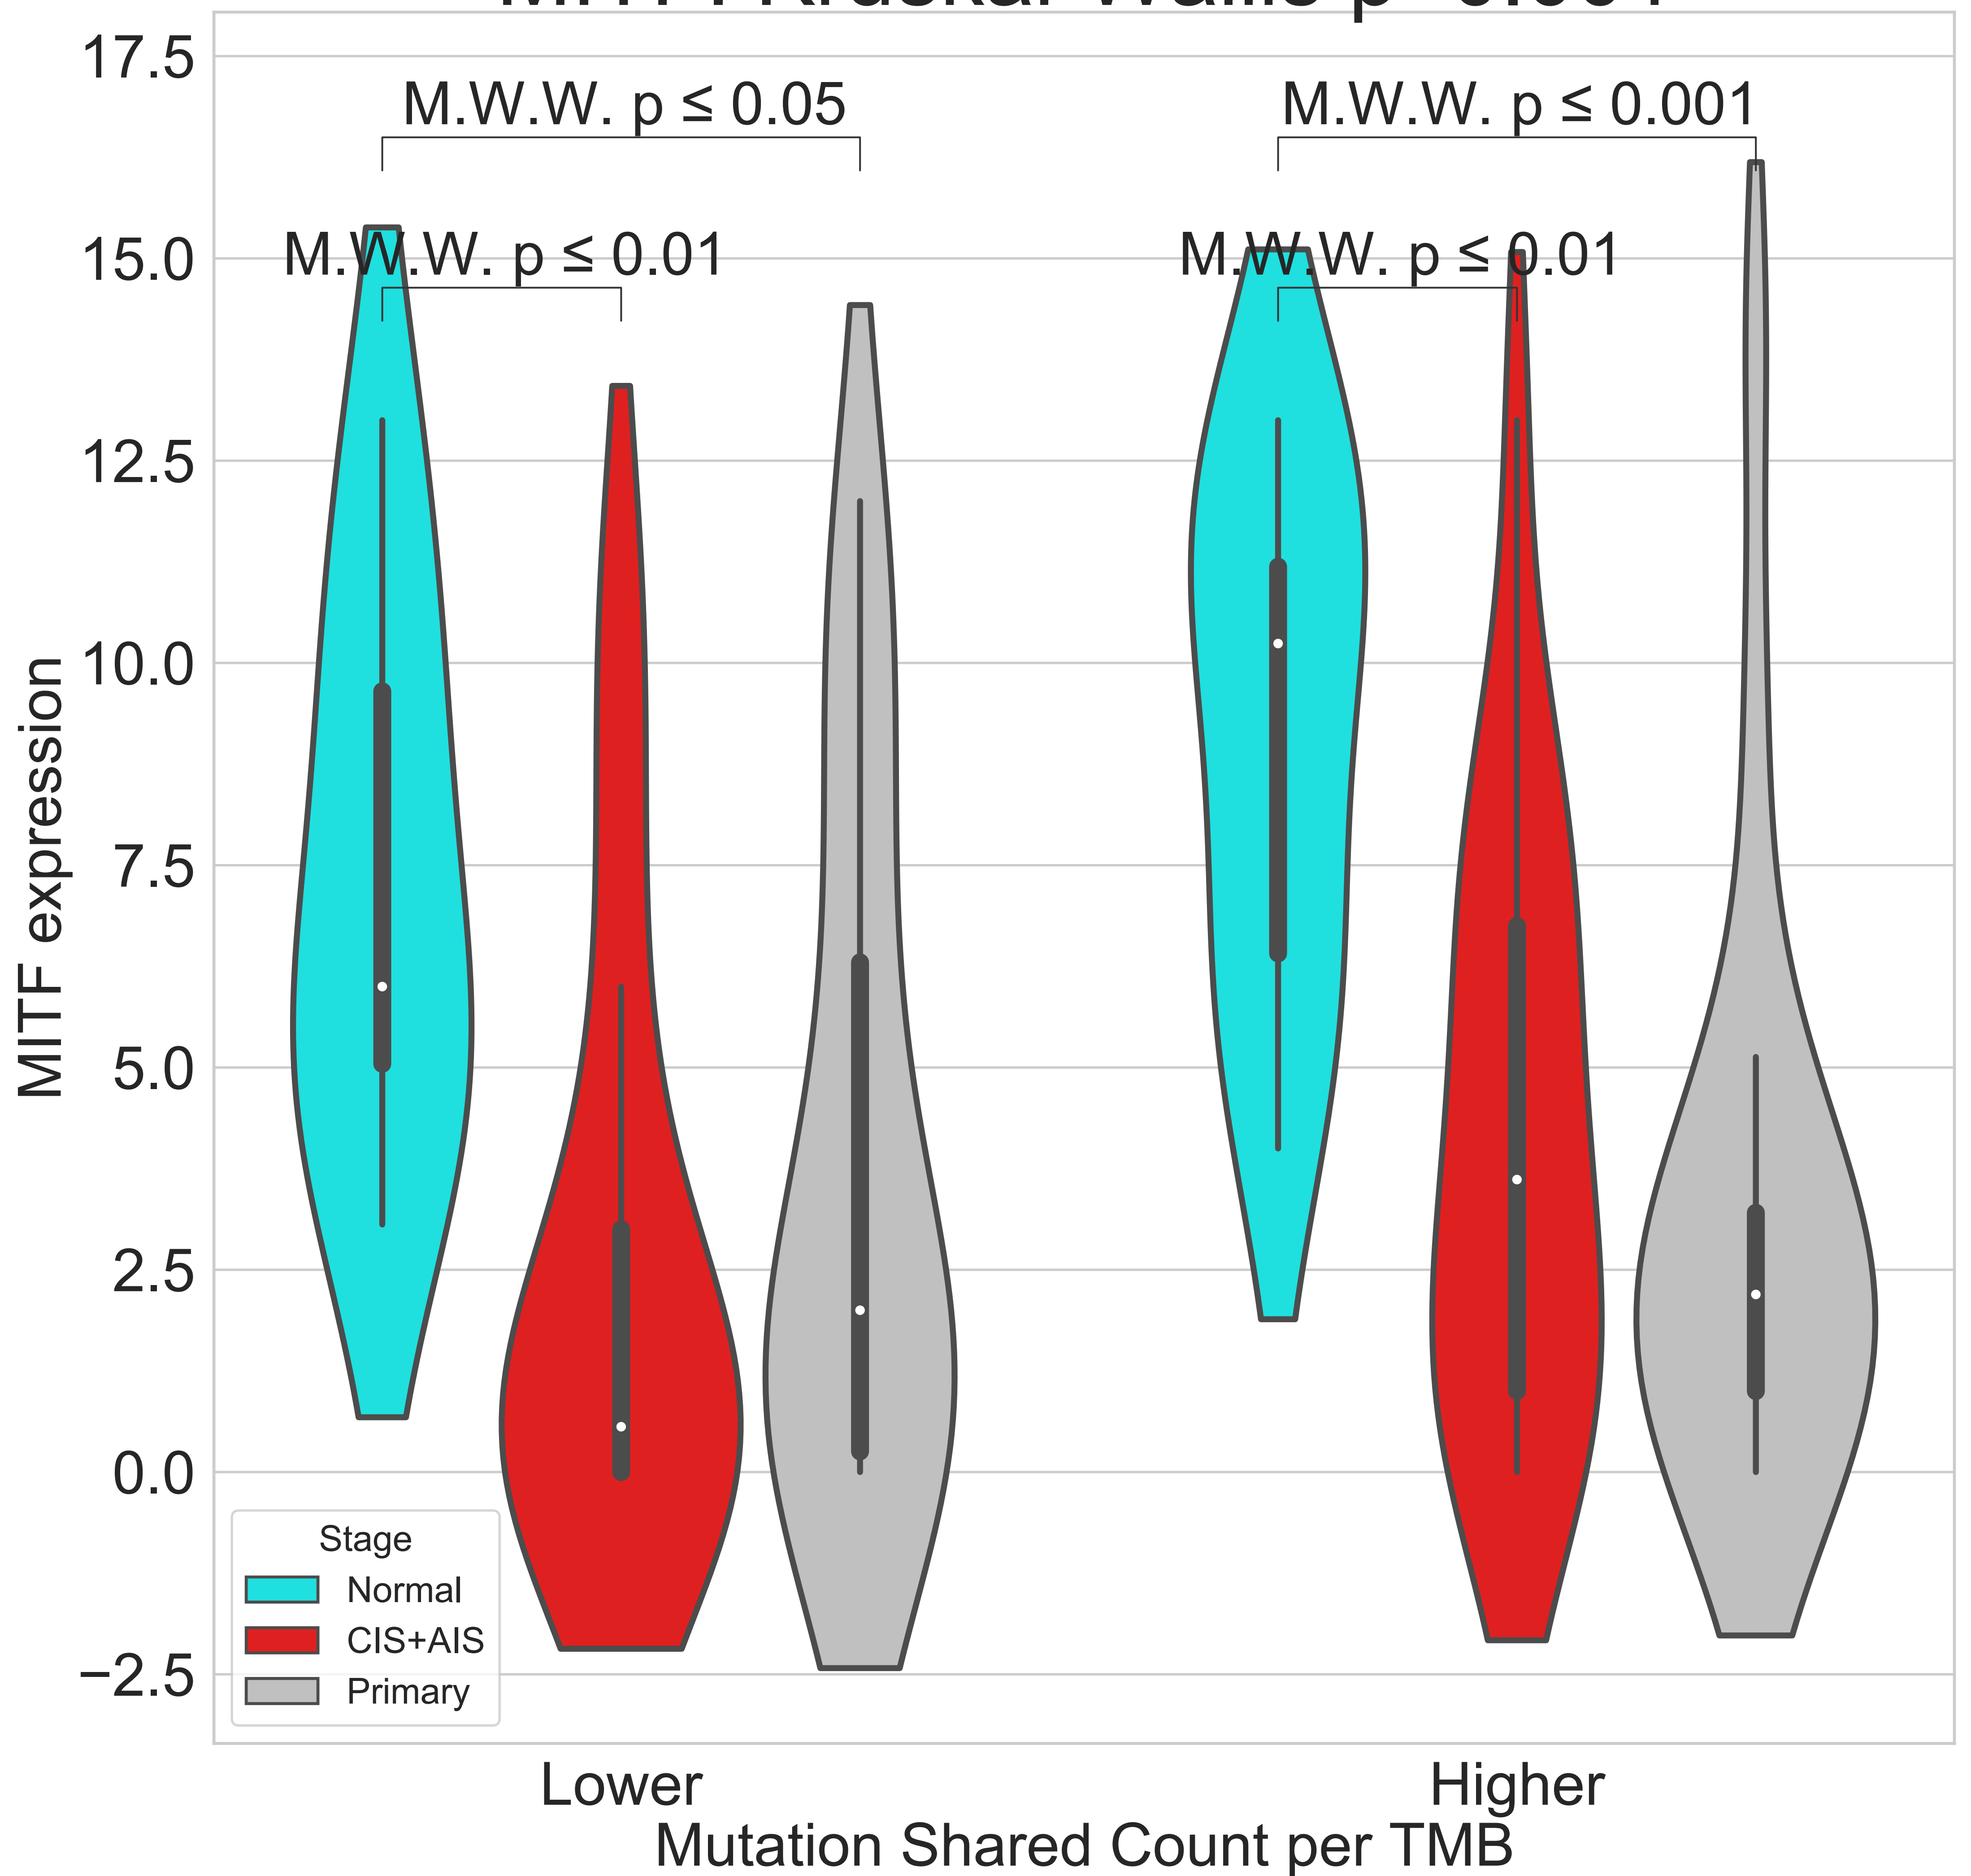 17.5
15.0
12.5
10.0
7.5
5.0
2.5
0.0
−2.5
MITF expression
M.W.W. p ≤ 0.05
M.W.W. p ≤ 0.001
M.W.W. p ≤ 0.01
M.W.W. p ≤ 0.01
Stage
Normal
CIS+AIS
Primary
Lower
Higher
Mutation Shared Count per TMB